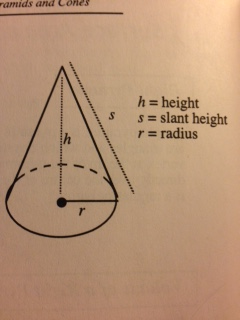 ramids and Cones
s
h
r
h = height
s = slant height
r = radius